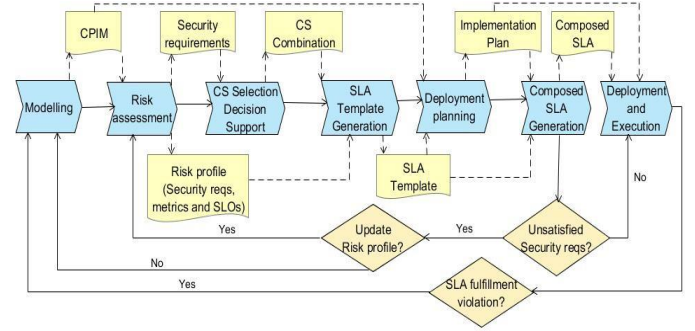 CPIM
Security
requirements
CS
Combination
Implementation
Plan
Composed
SLA
Modelling
Risk
assessment
CS Selection
Decision
Support
SLA
Template
Generation
Deployment
planning
Composed
SLA
Generation
Deployment
and
Execution
Risk profile
(Security reqs,
metrics and SLOs)
SLA
Template
No
Yes
Update
Risk profile?
Yes
Unsatisfied
Security reqs?
No
Yes
SLA fulfillment
violation?